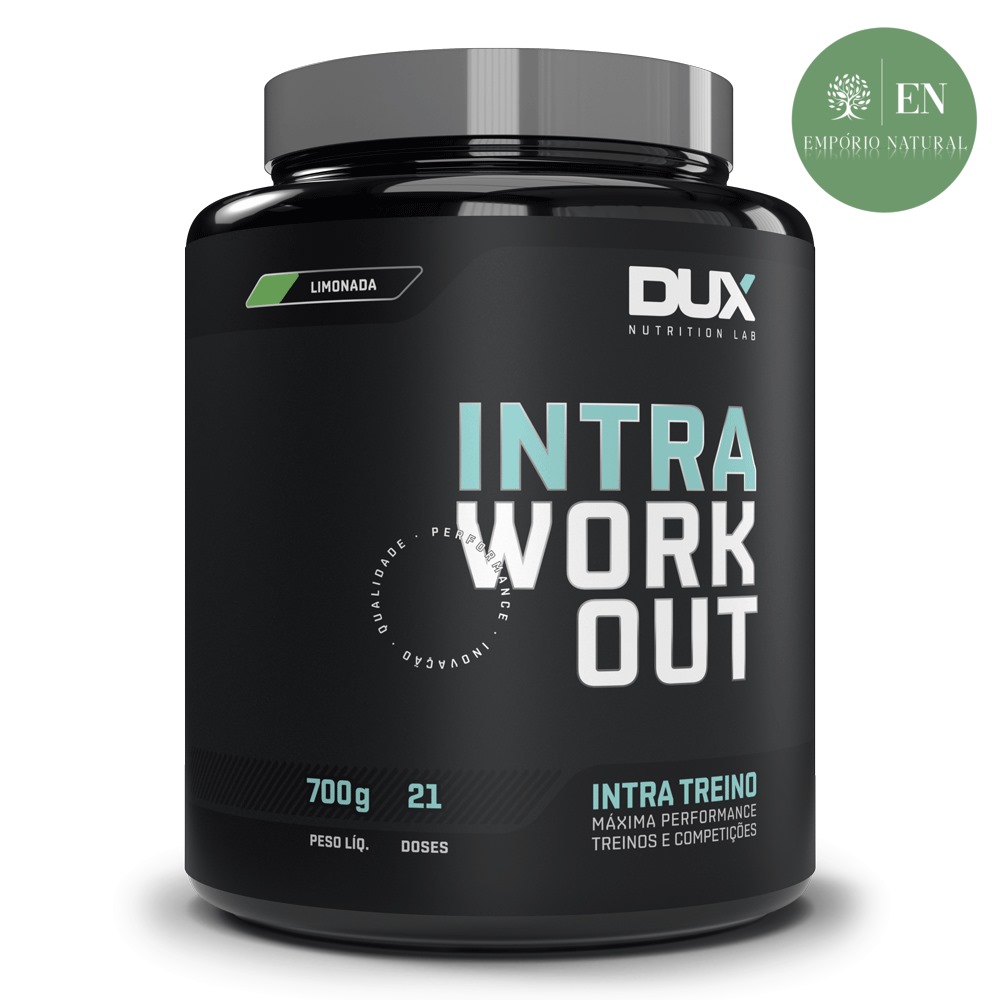 EN
EMPÓRIO NATURAL
LIMONADA
DUX
NUTRITION LAB
INTRA
WORK
OUT
QUALIDADE · PERFORMANCE · INOVAÇÃO ·
700g 21
PESO LÍQ. DOSES
INTRA TREINO
MÁXIMA PERFORMANCE
TREINOS E COMPETIÇÕES